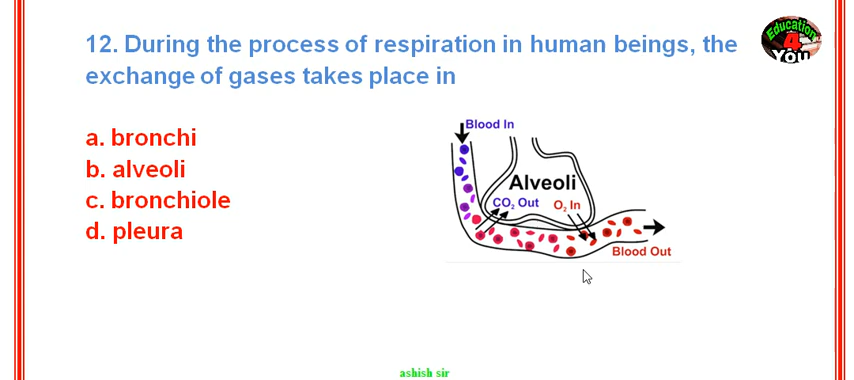 12. During the process of respiration in human beings, the
exchange of gases takes place in
Education
4
You
a. bronchi
b. alveoli
c. bronchiole
d. pleura
Blood In
Alveoli
CO₂ Out
O₂ In
Blood Out
ashish sir